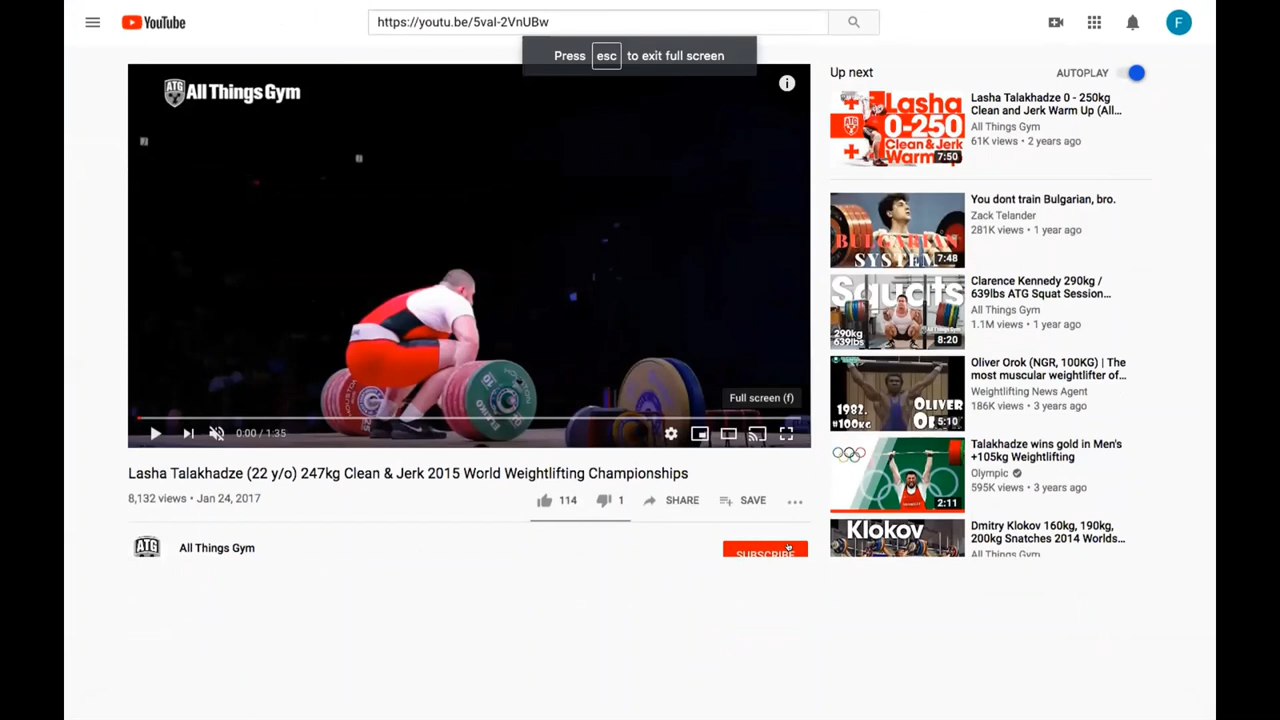 YouTube
https://youtu.be/5vaI-2VnUBw
Press esc to exit full screen
ATG All Things Gym
Full screen (f)
0:00 / 1:35
Lasha Talakhadze (22 y/o) 247kg Clean & Jerk 2015 World Weightlifting Championships
8,132 views • Jan 24, 2017
114
1
SHARE
SAVE
ATG
All Things Gym
SUBSCRIBE
F
Up next
AUTOPLAY
Lasha
0-250
Clean & Jerk
Warm
7:50
Lasha Talakhadze 0 - 250kg
Clean and Jerk Warm Up (All...
All Things Gym
61K views • 2 years ago
BULGARIAN
SYSTEM
7:48
You dont train Bulgarian, bro.
Zack Telander
281K views • 1 year ago
Squats
290kg
639lbs
8:20
Clarence Kennedy 290kg /
639lbs ATG Squat Session...
All Things Gym
1.1M views • 1 year ago
1982.
#100KG
OLIVER
5:10
Oliver Orok (NGR, 100KG) | The
most muscular weightlifter of...
Weightlifting News Agent
186K views • 3 years ago
2:11
Talakhadze wins gold in Men's
+105kg Weightlifting
Olympic
595K views • 3 years ago
Klokov
Dmitry Klokov 160kg, 190kg,
200kg Snatches 2014 Worlds...
All Things Gym